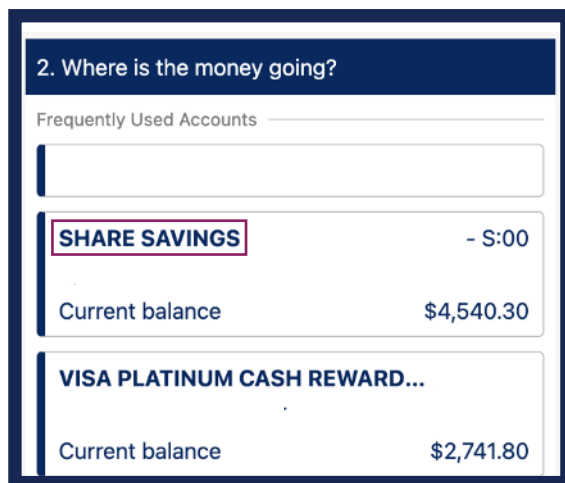 2. Where is the money going?
Frequently Used Accounts
SHARE SAVINGS - S:00
Current balance $4,540.30
VISA PLATINUM CASH REWARD...
Current balance $2,741.80